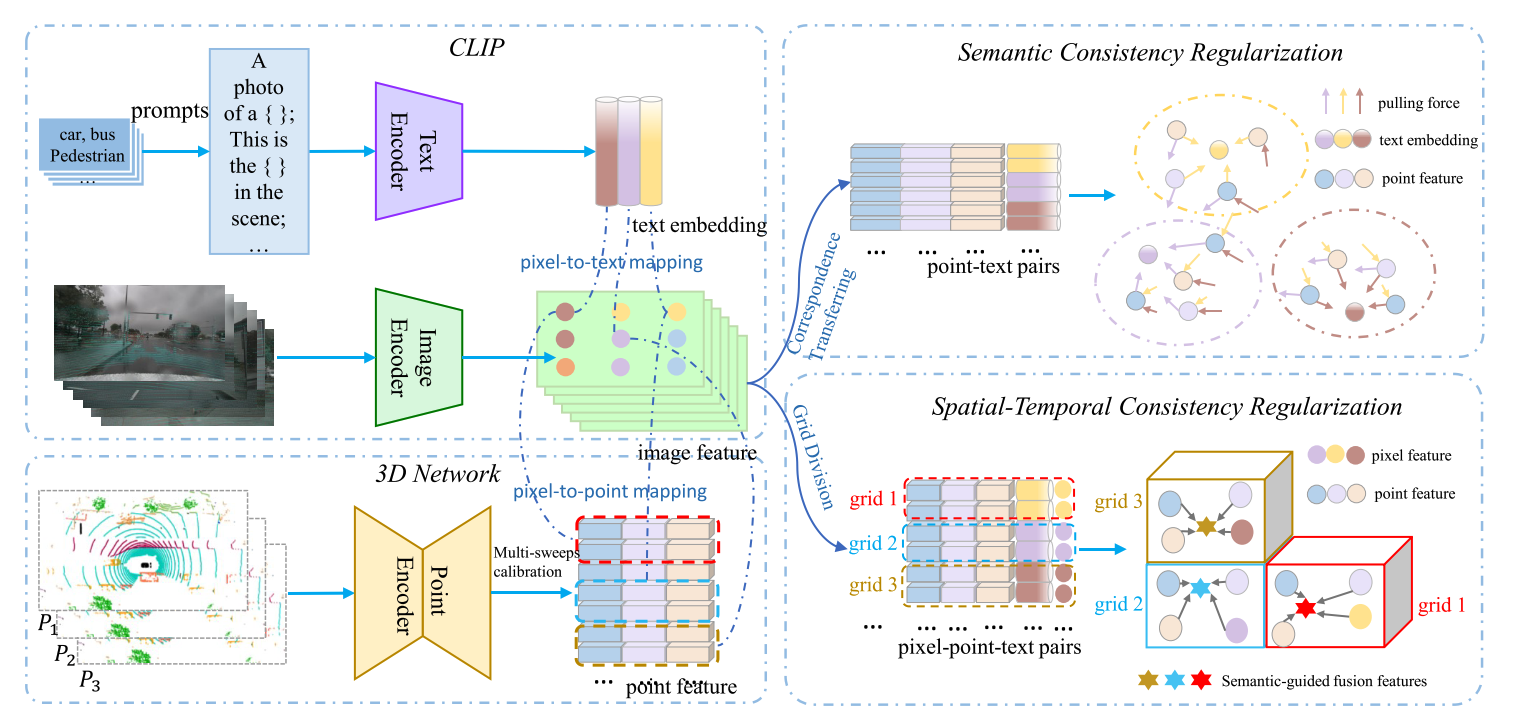 CLIP
car, bus
Pedestrian
...
prompts
A
photo
of a { };
This is
the { }
in the
scene;
...
Text
Encoder
text embedding
pixel-to-text mapping
Image
Encoder
image feature
3D Network
pixel-to-point mapping
P1
P2
P3
Point
Encoder
Multi-sweeps
calibration
... ... ...
point feature
Correspondence
Transferring
Grid Division
Semantic Consistency Regularization
... ... ... ...
point-text pairs
pulling force
text embedding
point feature
Spatial-Temporal Consistency Regularization
grid 1
grid 2
grid 3
... ... ... ... ...
pixel-point-text pairs
grid 3
grid 2
grid 1
pixel feature
point feature
Semantic-guided fusion features